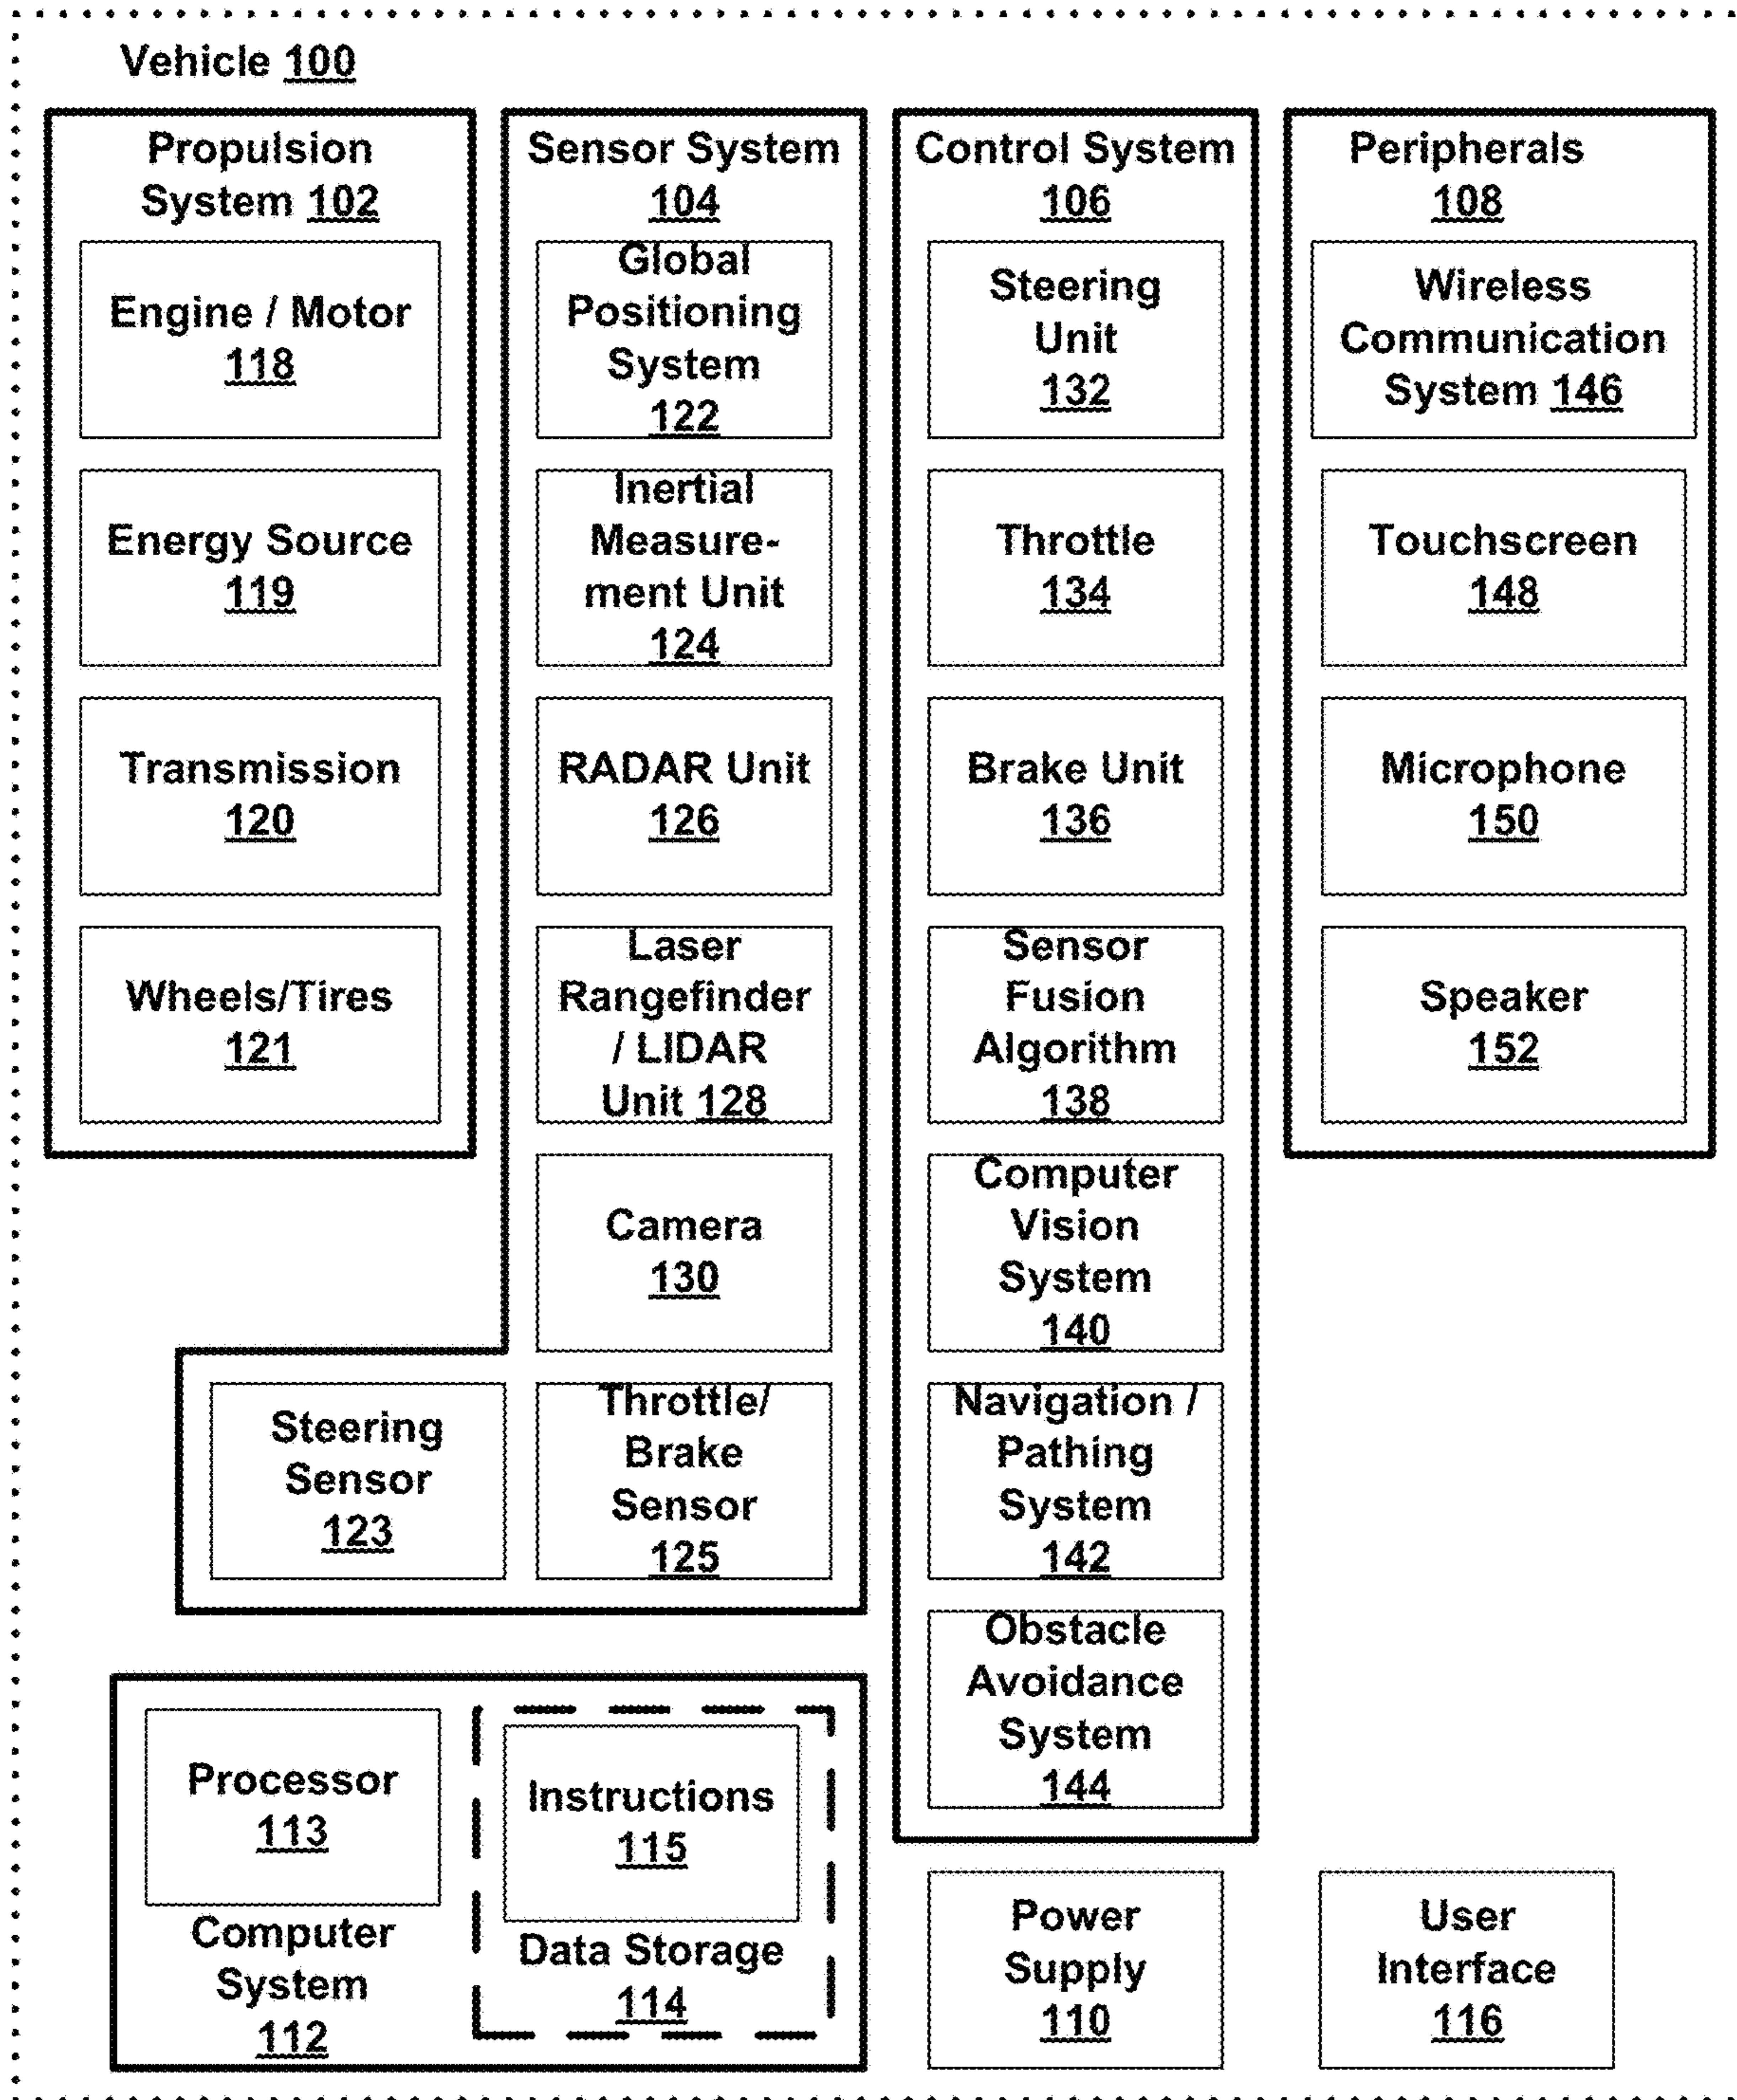 Vehicle 100
Propulsion
System 102
Engine / Motor
118
Energy Source
119
Transmission
120
Wheels/Tires
121
Sensor System
104
Global
Positioning
System
122
Inertial
Measure-
ment Unit
124
RADAR Unit
126
Laser
Rangefinder
/ LIDAR
Unit 128
Camera
130
Steering
Sensor
123
Throttle/
Brake
Sensor
125
Control System
106
Steering
Unit
132
Throttle
134
Brake Unit
136
Sensor
Fusion
Algorithm
138
Computer
Vision
System
140
Navigation /
Pathing
System
142
Obstacle
Avoidance
System
144
Peripherals
108
Wireless
Communication
System 146
Touchscreen
148
Microphone
150
Speaker
152
Processor
113
Computer
System
112
Instructions
115
Data Storage
114
Power
Supply
110
User
Interface
116